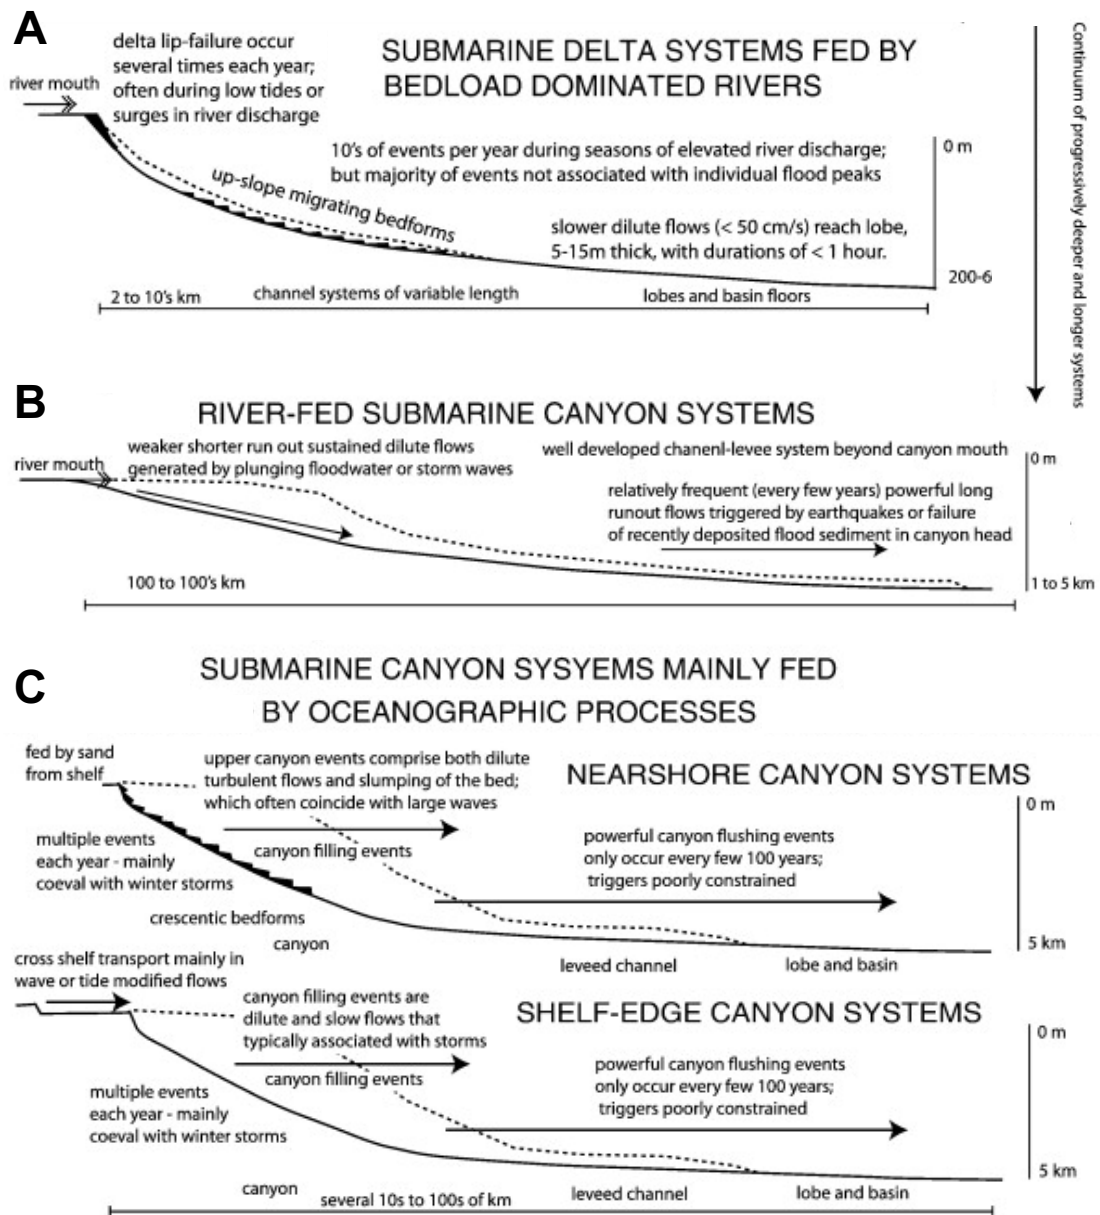 A
delta lip-failure occur
several times each year;
often during low tides or
surges in river discharge
river mouth
SUBMARINE DELTA SYSTEMS FED BY
BEDLOAD DOMINATED RIVERS
10's of events per year during seasons of elevated river discharge;
but majority of events not associated with individual flood peaks
0 m
up-slope migrating bedforms
slower dilute flows (< 50 cm/s) reach lobe,
5-15m thick, with durations of < 1 hour.
200-6
2 to 10's km
channel systems of variable length
lobes and basin floors
Continuum of progressively deeper and longer systems
B
RIVER-FED SUBMARINE CANYON SYSTEMS
river mouth
weaker shorter run out sustained dilute flows
generated by plunging floodwater or storm waves
well developed chanenl-levee system beyond canyon mouth
0 m
relatively frequent (every few years) powerful long
runout flows triggered by earthquakes or failure
of recently deposited flood sediment in canyon head
100 to 100's km
1 to 5 km
C
SUBMARINE CANYON SYSYEMS MAINLY FED
BY OCEANOGRAPHIC PROCESSES
fed by sand
from shelf
upper canyon events comprise both dilute
turbulent flows and slumping of the bed;
which often coincide with large waves
NEARSHORE CANYON SYSTEMS
0 m
multiple events
each year - mainly
coeval with winter storms
canyon filling events
powerful canyon flushing events
only occur every few 100 years;
triggers poorly constrained
crescentic bedforms
canyon
leveed channel
lobe and basin
5 km
cross shelf transport mainly in
wave or tide modified flows
canyon filling events are
dilute and slow flows that
typically associated with storms
SHELF-EDGE CANYON SYSTEMS
0 m
canyon filling events
multiple events
each year - mainly
coeval with winter storms
powerful canyon flushing events
only occur every few 100 years;
triggers poorly constrained
5 km
canyon
several 10s to 100s of km
leveed channel
lobe and basin